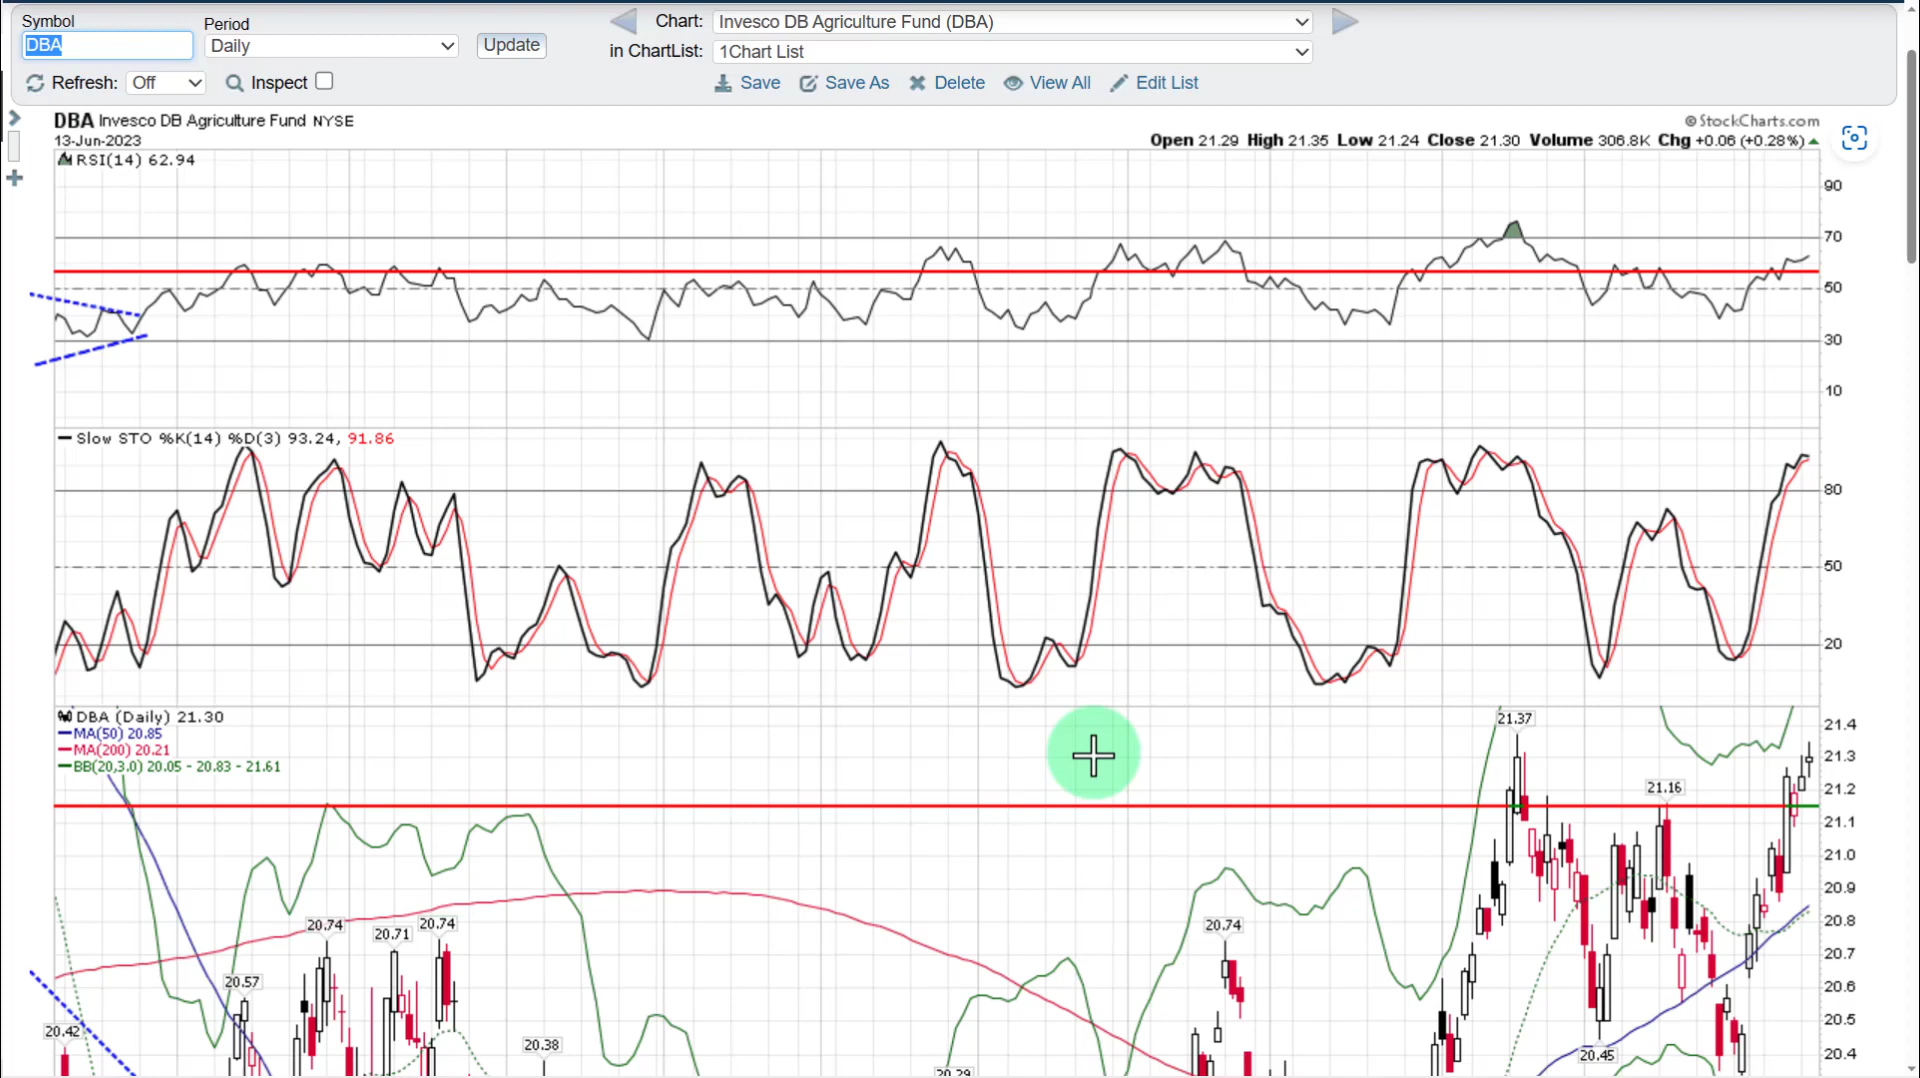 Symbol
Period
DBA
Daily
Update
Chart:
Invesco DB Agriculture Fund (DBA)
in ChartList:
1Chart List
Refresh:
Off
Inspect
Save
Save As
Delete
View All
Edit List
DBA Invesco DB Agriculture Fund NYSE
© StockCharts.com
13-Jun-2023
Open 21.29 High 21.35 Low 21.24 Close 21.30 Volume 306.8K Chg +0.06 (+0.28%)
RSI(14) 62.94
90
70
50
30
10
Slow STO %K(14) %D(3) 93.24, 91.86
80
50
20
DBA (Daily) 21.30
MA(50) 20.85
MA(200) 20.21
BB(20,3.0) 20.05 - 20.83 - 21.61
21.37
21.16
20.74
20.71
20.74
20.74
20.57
20.42
20.38
20.29
20.45
21.4
21.3
21.2
21.1
21.0
20.9
20.8
20.7
20.6
20.5
20.4